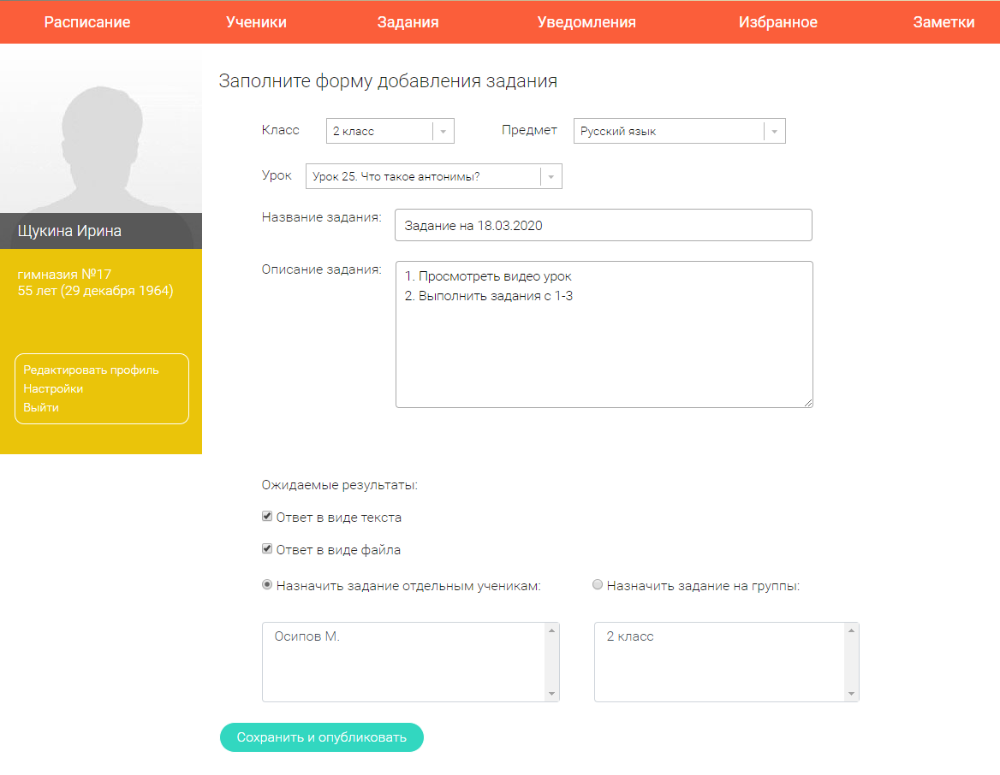 Расписание Ученики Задания Уведомления Избранное Заметки
Заполните форму добавления задания
Класс 2 класс Предмет Русский язык
Урок Урок 25. Что такое антонимы?
Название задания: Задание на 18.03.2020
Описание задания: 1. Просмотреть видео урок
2. Выполнить задания с 1-3
Щукина Ирина
гимназия №17
55 лет (29 декабря 1964)
Редактировать профиль
Настройки
Выйти
Ожидаемые результаты:
Ответ в виде текста
Ответ в виде файла
Назначить задание отдельным ученикам: Назначить задание на группы:
Осипов М. 2 класс
Сохранить и опубликовать